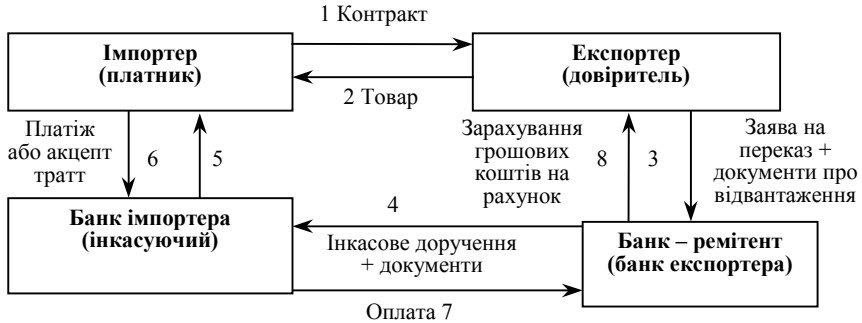 1 Контракт
Імпортер
(платник)
Експортер
(довіритель)
2 Товар
Платіж
або акцепт
тратт
6
5
Зарахування
грошових
коштів на
рахунок
8
3
Заява на
переказ +
документи про
відвантаження
Банк імпортера
(інкасуючий)
4
Інкасове доручення
+ документи
Банк – ремітент
(банк експортера)
Оплата 7